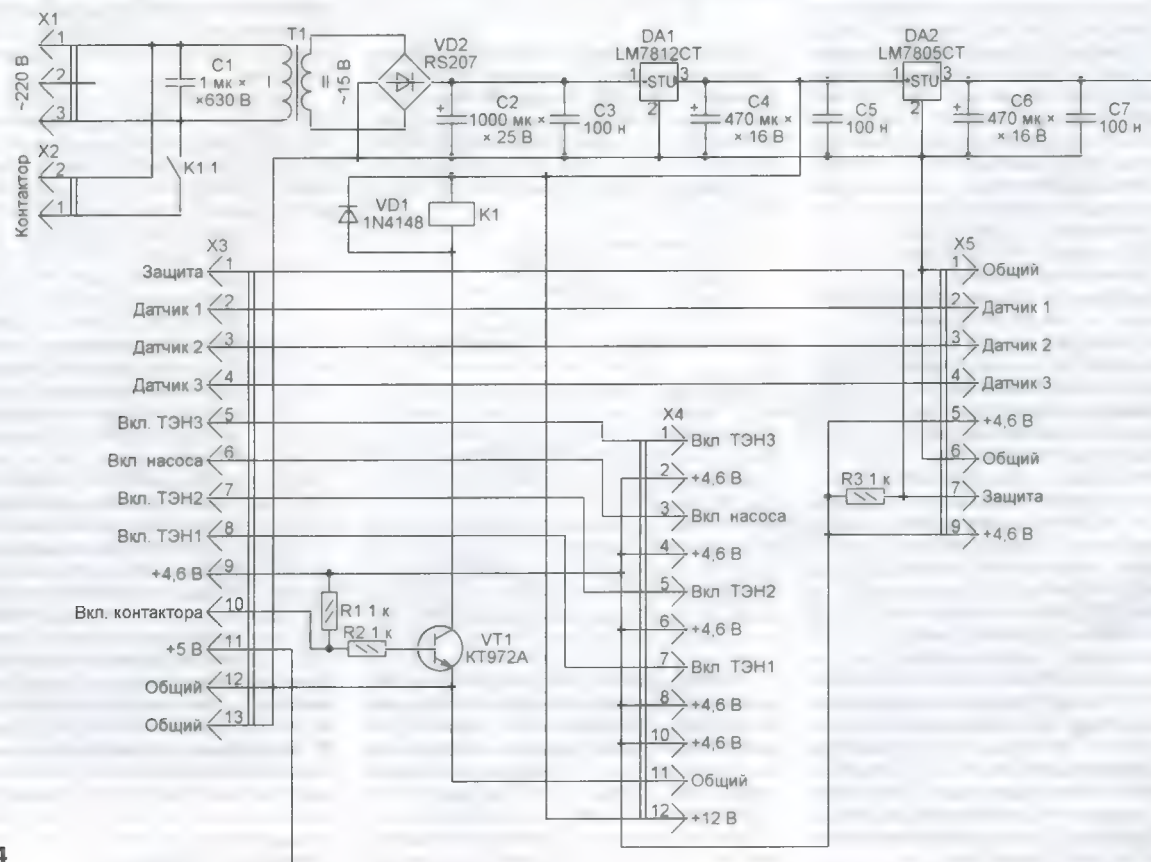 X1
1
2
3
~220 В
C1
1 мк ×
×630 В
T1
I
II
~15 В
VD2
RS207
C2
1000 мк ×
× 25 В
C3
100 н
DA1
LM7812CT
1
+STU
3
2
C4
470 мк ×
× 16 В
C5
100 н
DA2
LM7805CT
1
+STU
3
2
C6
470 мк ×
× 16 В
C7
100 н
X2
2
1
Контактор
K1 1
VD1
1N4148
K1
X3
Защита 1
Датчик 1 2
Датчик 2 3
Датчик 3 4
Вкл. ТЭН3 5
Вкл насоса 6
Вкл. ТЭН2 7
Вкл. ТЭН1 8
+4,6 В 9
Вкл. контактора 10
+5 В 11
Общий 12
Общий 13
R1 1 к
R2 1 к
VT1
КТ972А
X4
1 Вкл ТЭН3
2 +4,6 В
3 Вкл насоса
4 +4,6 В
5 Вкл ТЭН2
6 +4,6 В
7 Вкл ТЭН1
8 +4,6 В
10 +4,6 В
11 Общий
12 +12 В
X5
1 Общий
2 Датчик 1
3 Датчик 2
4 Датчик 3
5 +4,6 В
6 Общий
R3 1 к
7 Защита
9 +4,6 В